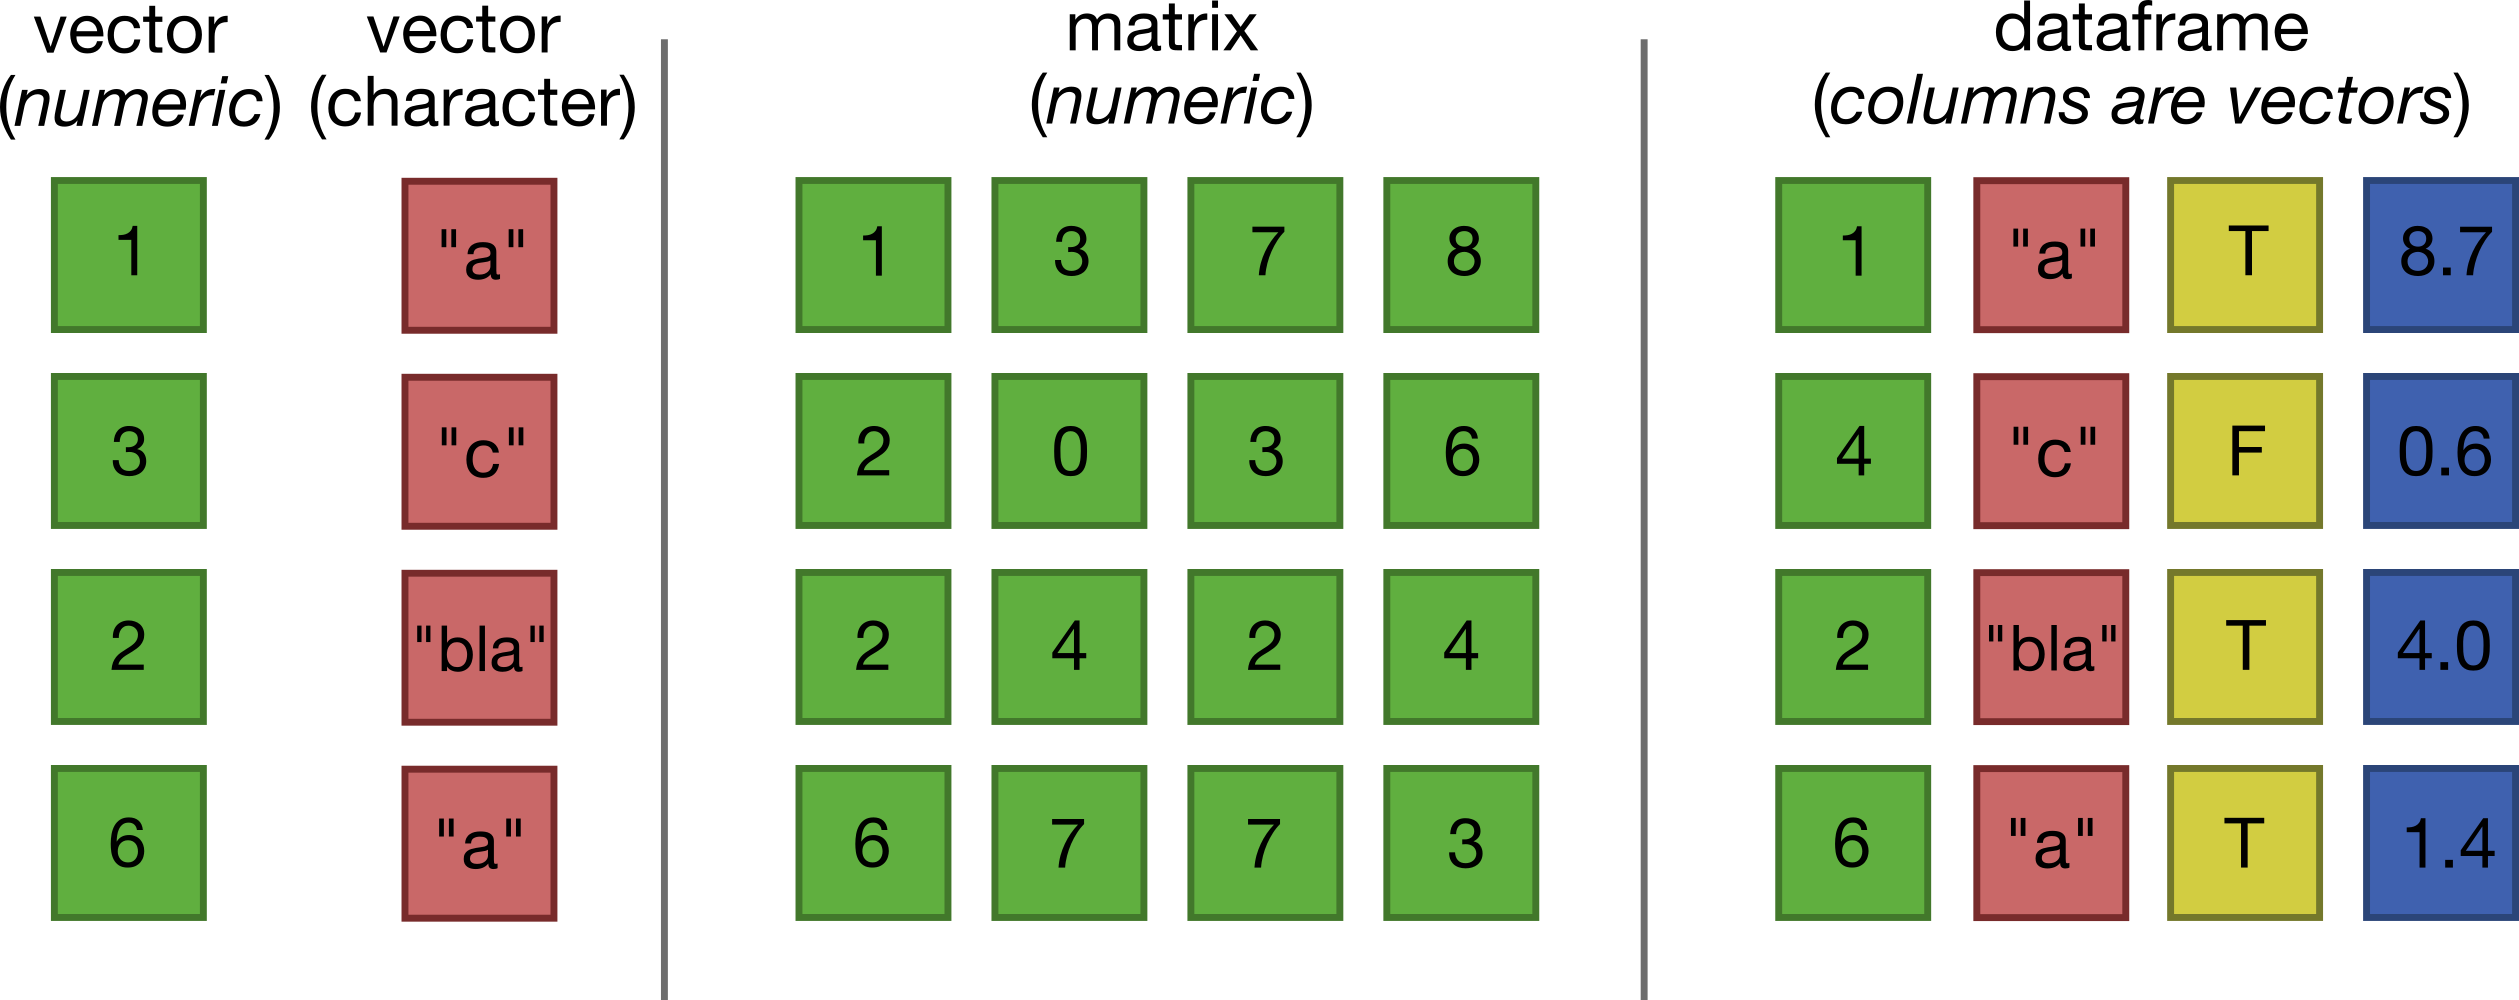 vector
(numeric)
1
3
2
6
vector
(character)
"a"
"c"
"bla"
"a"
matrix
(numeric)
1 3 7 8
2 0 3 6
2 4 2 4
6 7 7 3
dataframe
(columns are vectors)
1 "a" T 8.7
4 "c" F 0.6
2 "bla" T 4.0
6 "a" T 1.4